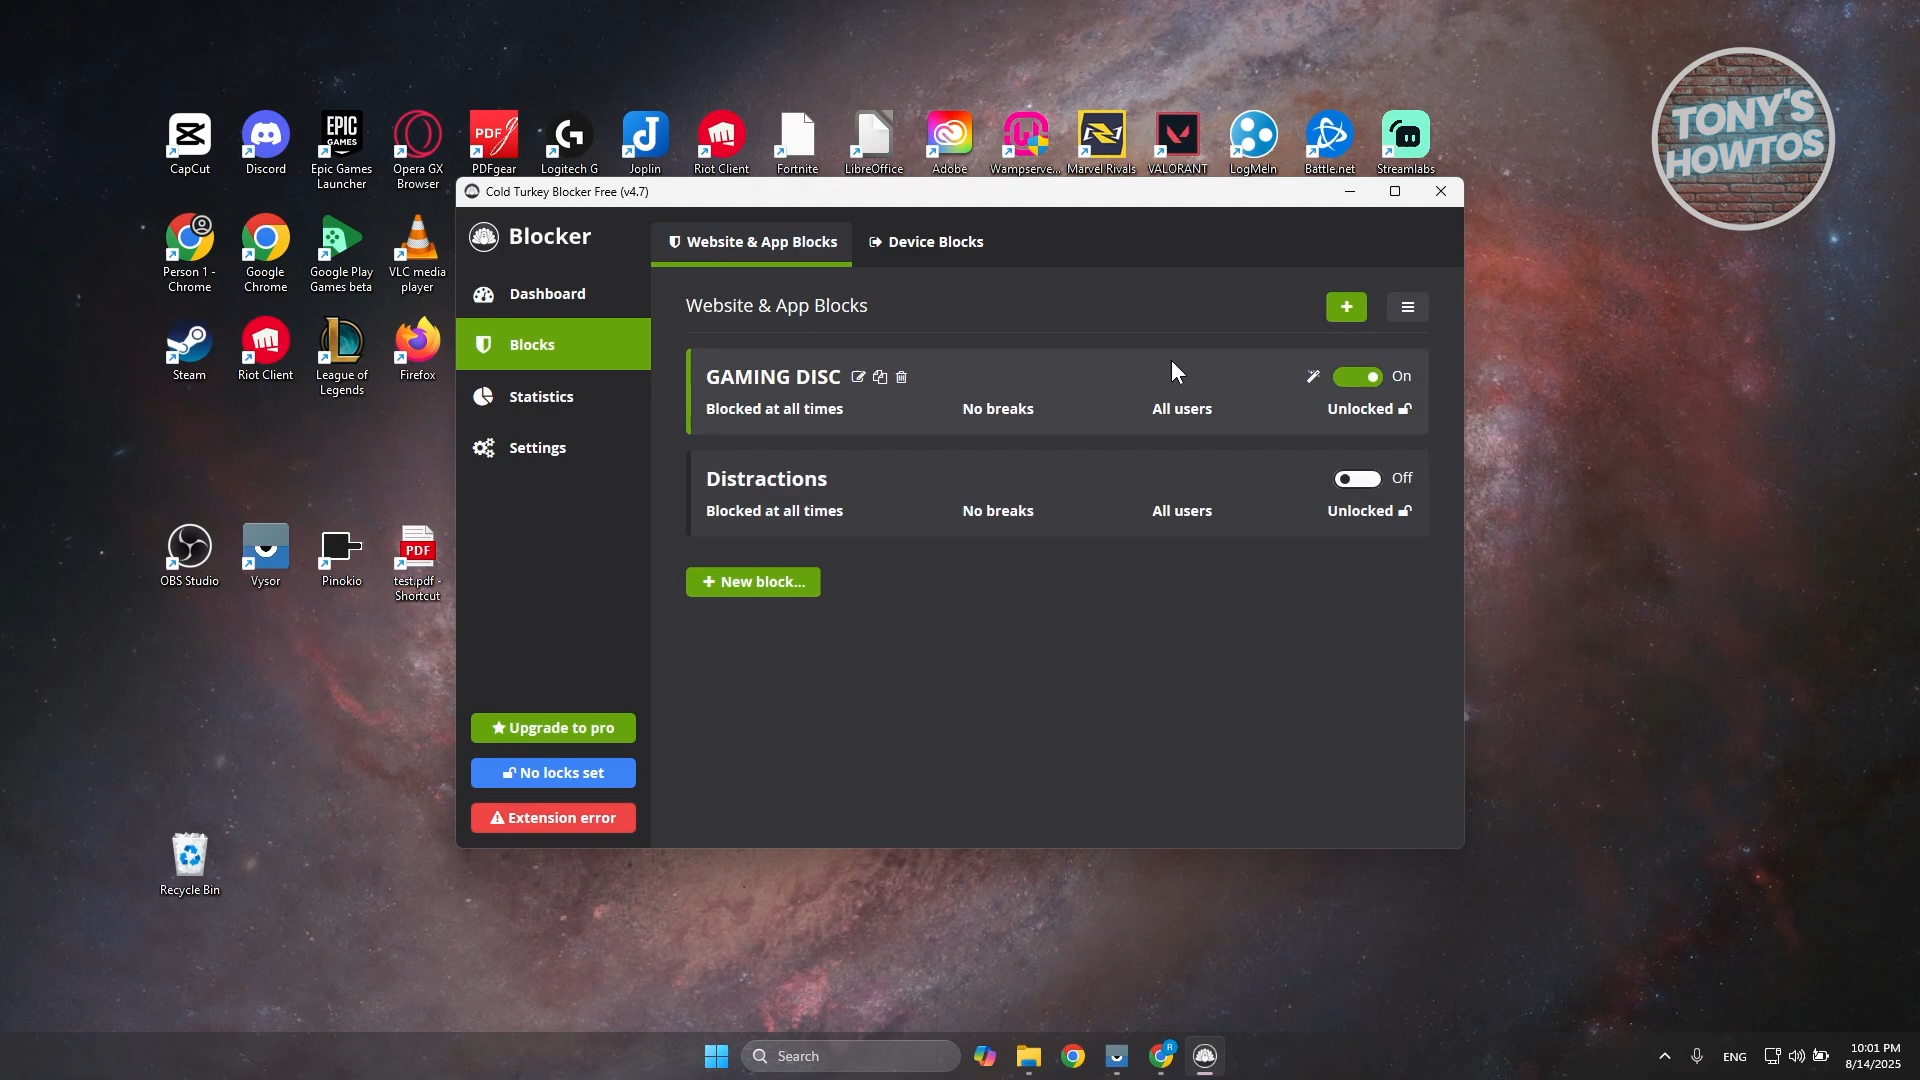 TONY'S
HOWTOS
CapCut
Discord
Epic Games
Launcher
Opera GX
Browser
PDFgear
Logitech G
Joplin
Riot Client
Fortnite
LibreOffice
Adobe
Wampserve...
Marvel Rivals
VALORANT
LogMeIn
Battle.net
Streamlabs
EPIC
GAMES
PDF
Person 1 -
Chrome
Google
Chrome
Google Play
Games beta
VLC media
player
Steam
Riot Client
League of
Legends
Firefox
OBS Studio
Vysor
Pinokio
PDF
test.pdf -
Shortcut
Recycle Bin
Cold Turkey Blocker Free (v4.7)
Blocker
Dashboard
Blocks
Statistics
Settings
Upgrade to pro
No locks set
Extension error
Website & App Blocks
Device Blocks
Website & App Blocks
GAMING DISC
On
Blocked at all times
No breaks
All users
Unlocked
Distractions
Off
Blocked at all times
No breaks
All users
Unlocked
+ New block...
Search
R
ENG
10:01 PM
8/14/2025